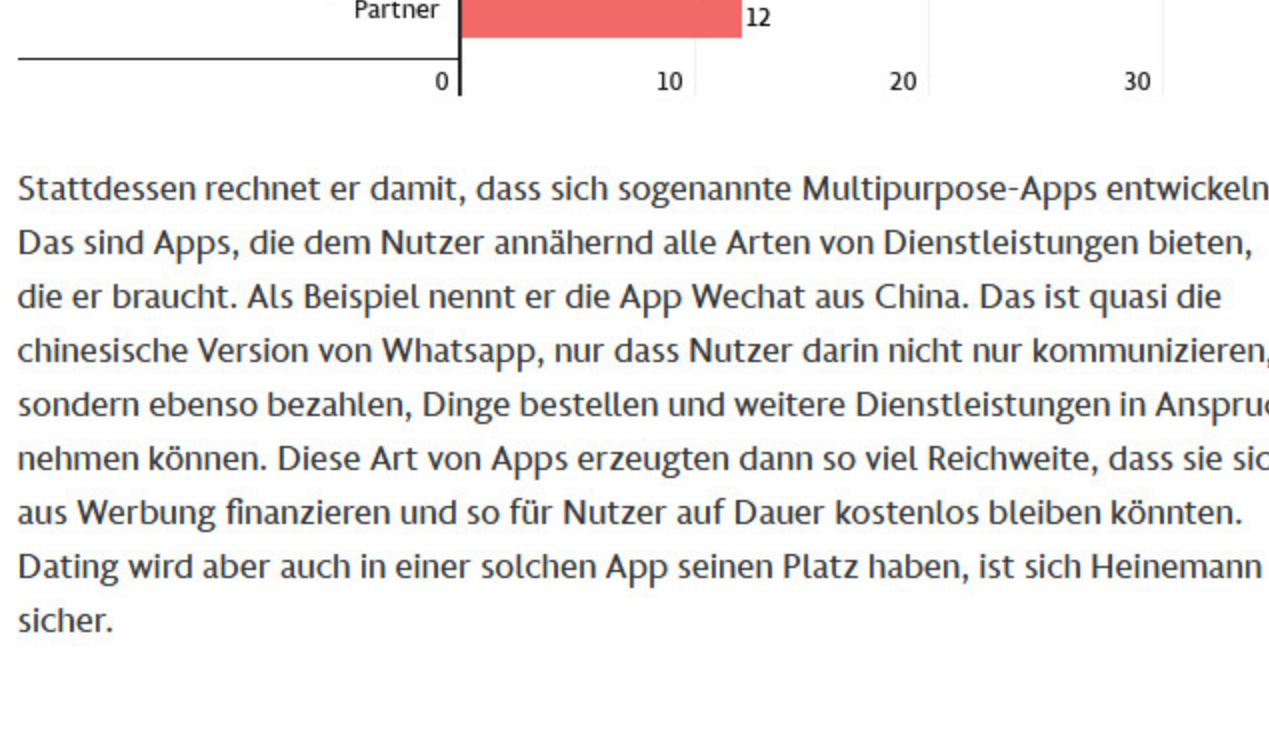 Partner
12
0 10 20 30
Stattdessen rechnet er damit, dass sich sogenannte Multipurpose-Apps entwickeln
Das sind Apps, die dem Nutzer annähernd alle Arten von Dienstleistungen bieten,
die er braucht. Als Beispiel nennt er die App Wechat aus China. Das ist quasi die
chinesische Version von Whatsapp, nur dass Nutzer darin nicht nur kommunizieren,
sondern ebenso bezahlen, Dinge bestellen und weitere Dienstleistungen in
nehmen können. Diese Art von Apps erzeugten dann so viel Reichweite, dass sie
aus Werbung finanzieren und so für Nutzer auf Dauer kostenlos bleiben könnten.
Dating wird aber auch in einer solchen App seinen Platz haben, ist sich Heinemann
sicher.